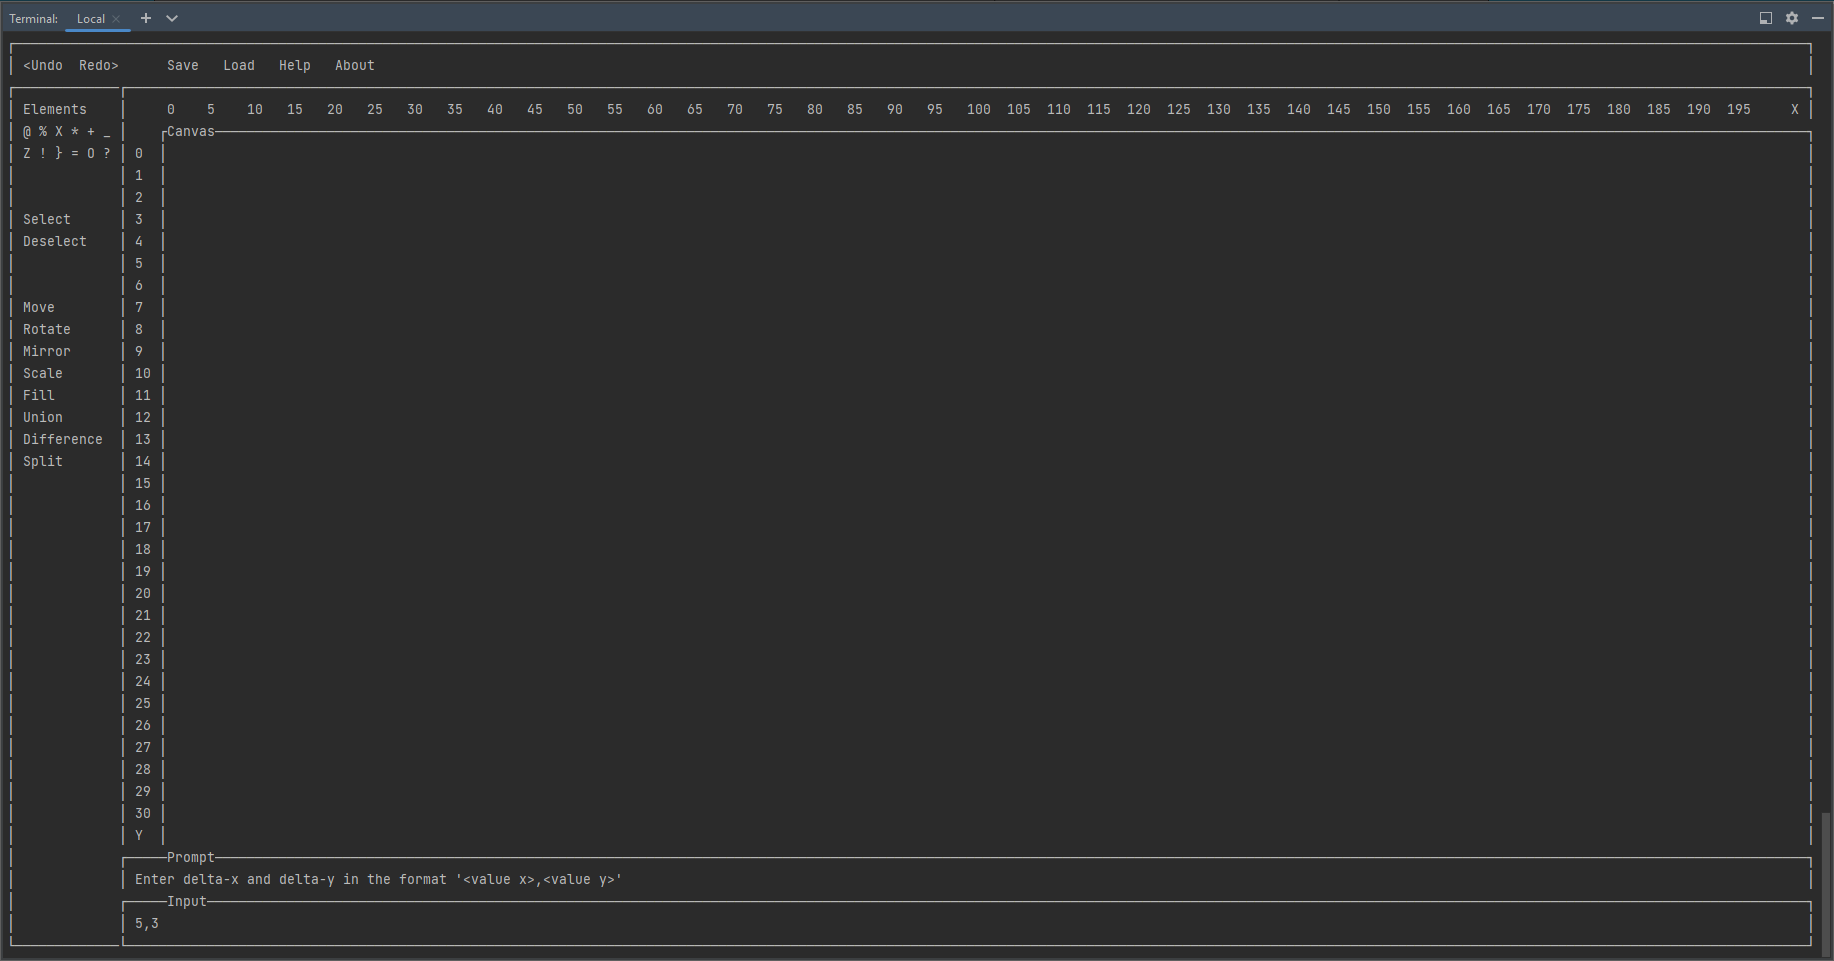 Terminal: Local × +
<Undo Redo> Save Load Help About
Elements 0 5 10 15 20 25 30 35 40 45 50 55 60 65 70 75 80 85 90 95 100 105 110 115 120 125 130 135 140 145 150 155 160 165 170 175 180 185 190 195 X
@ % X * + _ Canvas
Z ! } = O ? 0
1
2
Select 3
Deselect 4
5
6
Move 7
Rotate 8
Mirror 9
Scale 10
Fill 11
Union 12
Difference 13
Split 14
15
16
17
18
19
20
21
22
23
24
25
26
27
28
29
30
Y
Prompt
Enter delta-x and delta-y in the format '<value x>,<value y>'
Input
5,3